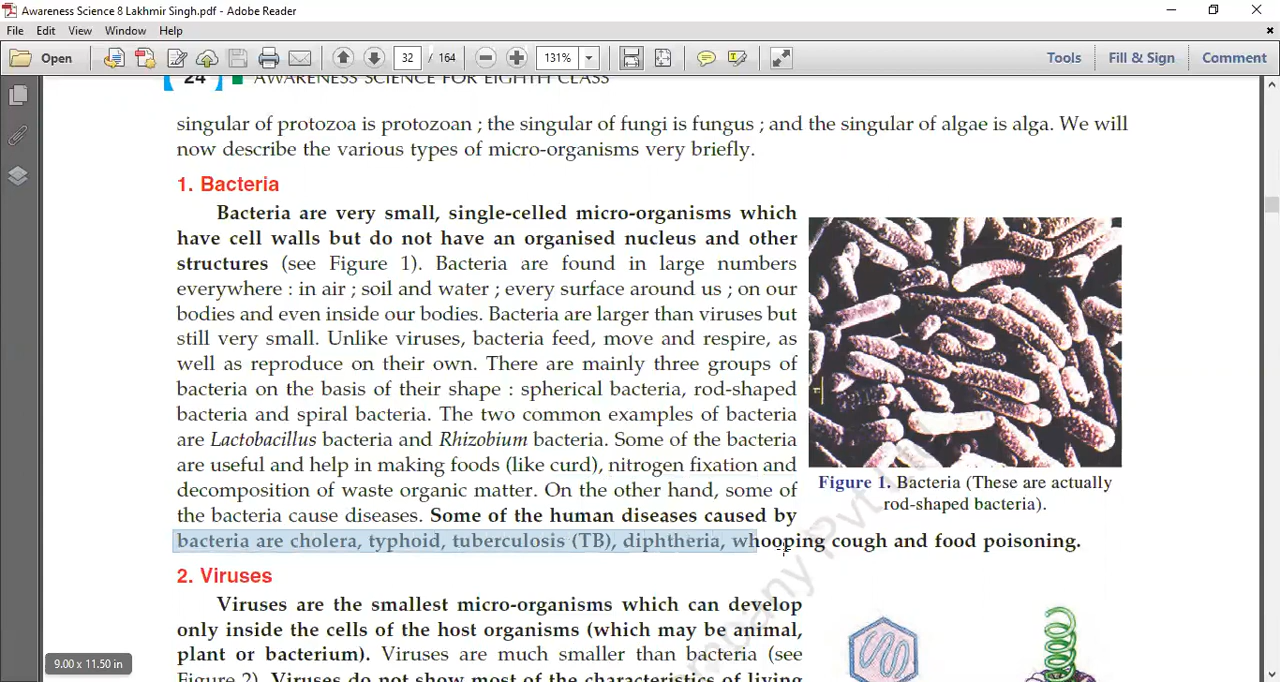 Awareness Science 8 Lakhmir Singh.pdf - Adobe Reader
File Edit View Window Help
Open 32 / 164 131% Tools Fill & Sign Comment
24 AWARENESS SCIENCE FOR EIGHTH CLASS
singular of protozoa is protozoan ; the singular of fungi is fungus ; and the singular of algae is alga. We will
now describe the various types of micro-organisms very briefly.
1. Bacteria
Bacteria are very small, single-celled micro-organisms which
have cell walls but do not have an organised nucleus and other
structures (see Figure 1). Bacteria are found in large numbers
everywhere : in air ; soil and water ; every surface around us ; on our
bodies and even inside our bodies. Bacteria are larger than viruses but
still very small. Unlike viruses, bacteria feed, move and respire, as
well as reproduce on their own. There are mainly three groups of
bacteria on the basis of their shape : spherical bacteria, rod-shaped
bacteria and spiral bacteria. The two common examples of bacteria
are Lactobacillus bacteria and Rhizobium bacteria. Some of the bacteria
are useful and help in making foods (like curd), nitrogen fixation and
decomposition of waste organic matter. On the other hand, some of
the bacteria cause diseases. Some of the human diseases caused by
bacteria are cholera, typhoid, tuberculosis (TB), diphtheria, whooping cough and food poisoning.
Figure 1. Bacteria (These are actually
rod-shaped bacteria).
2. Viruses
Viruses are the smallest micro-organisms which can develop
only inside the cells of the host organisms (which may be animal,
plant or bacterium). Viruses are much smaller than bacteria (see
Figure 2). Viruses do not show most of the characteristics of living
9.00 x 11.50 in